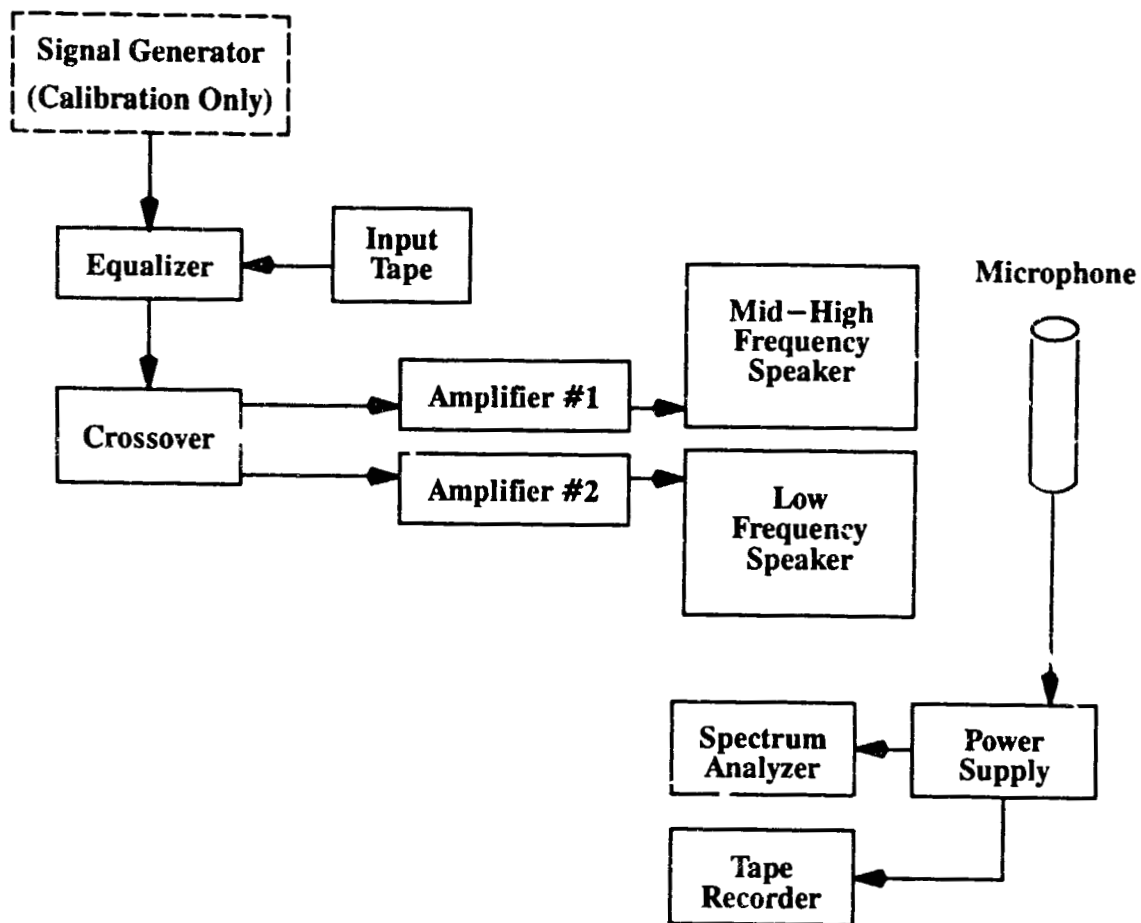 Signal Generator
(Calibration Only)
Equalizer
Input
Tape
Mid-High
Frequency
Speaker
Microphone
Amplifier #1
Crossover
Amplifier #2
Low
Frequency
Speaker
Spectrum
Analyzer
Power
Supply
Tape
Recorder